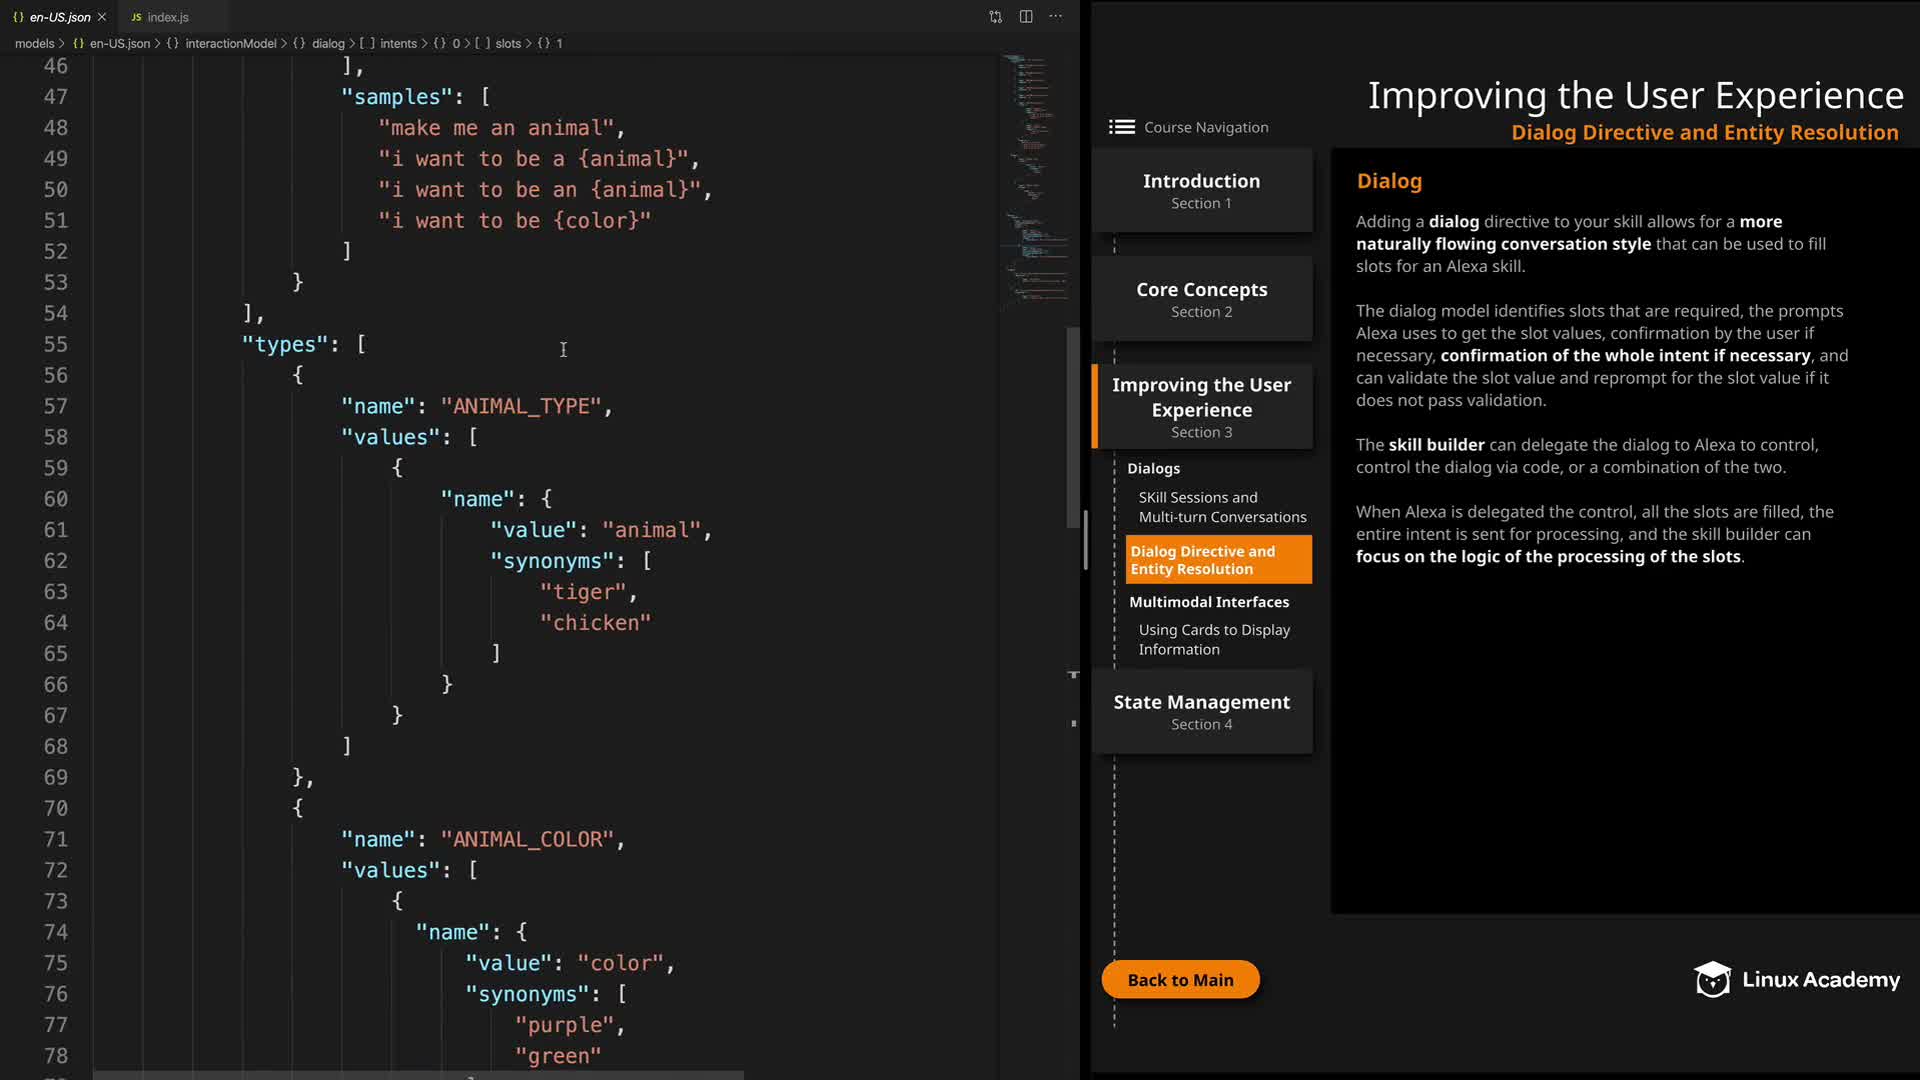 {} en-US.json ×
JS index.js
models > {} en-US.json > {} interactionModel > {} dialog > [ ] intents > {} 0 > [ ] slots > {} 1
46 ],
47 "samples": [
48 "make me an animal",
49 "i want to be a {animal}",
50 "i want to be an {animal}",
51 "i want to be {color}"
52 ]
53 }
54 ],
55 "types": [
56 {
57 "name": "ANIMAL_TYPE",
58 "values": [
59 {
60 "name": {
61 "value": "animal",
62 "synonyms": [
63 "tiger",
64 "chicken"
65 ]
66 }
67 }
68 ]
69 },
70 {
71 "name": "ANIMAL_COLOR",
72 "values": [
73 {
74 "name": {
75 "value": "color",
76 "synonyms": [
77 "purple",
78 "green"
Improving the User Experience
Dialog Directive and Entity Resolution
Course Navigation
Introduction
Section 1
Core Concepts
Section 2
Improving the User
Experience
Section 3
Dialogs
SKill Sessions and
Multi-turn Conversations
Dialog Directive and
Entity Resolution
Multimodal Interfaces
Using Cards to Display
Information
State Management
Section 4
Back to Main
Dialog
Adding a dialog directive to your skill allows for a more
naturally flowing conversation style that can be used to fill
slots for an Alexa skill.
The dialog model identifies slots that are required, the prompts
Alexa uses to get the slot values, confirmation by the user if
necessary, confirmation of the whole intent if necessary, and
can validate the slot value and reprompt for the slot value if it
does not pass validation.
The skill builder can delegate the dialog to Alexa to control,
control the dialog via code, or a combination of the two.
When Alexa is delegated the control, all the slots are filled, the
entire intent is sent for processing, and the skill builder can
focus on the logic of the processing of the slots.
Linux Academy